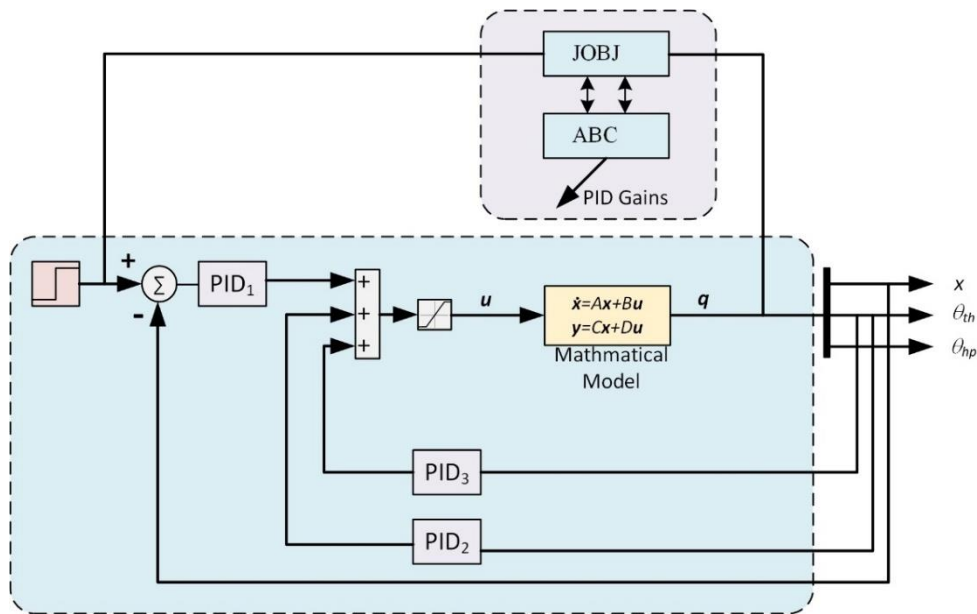 JOBJ
ABC
PID Gains
+
Σ
-
PID₁
+
+
+
u
ẋ=Ax+Bu
y=Cx+Du
Mathmatical
Model
q
x
θth
θhp
PID₃
PID₂